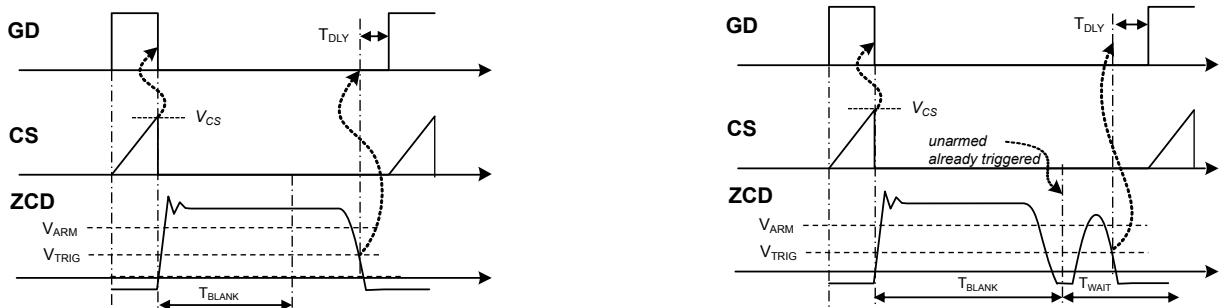 GD
T_DLY
V_CS
CS
ZCD
V_ARM
V_TRIG
T_BLANK
GD
T_DLY
V_CS
CS
unarmed
already triggered
ZCD
V_ARM
V_TRIG
T_BLANK
T_WAIT